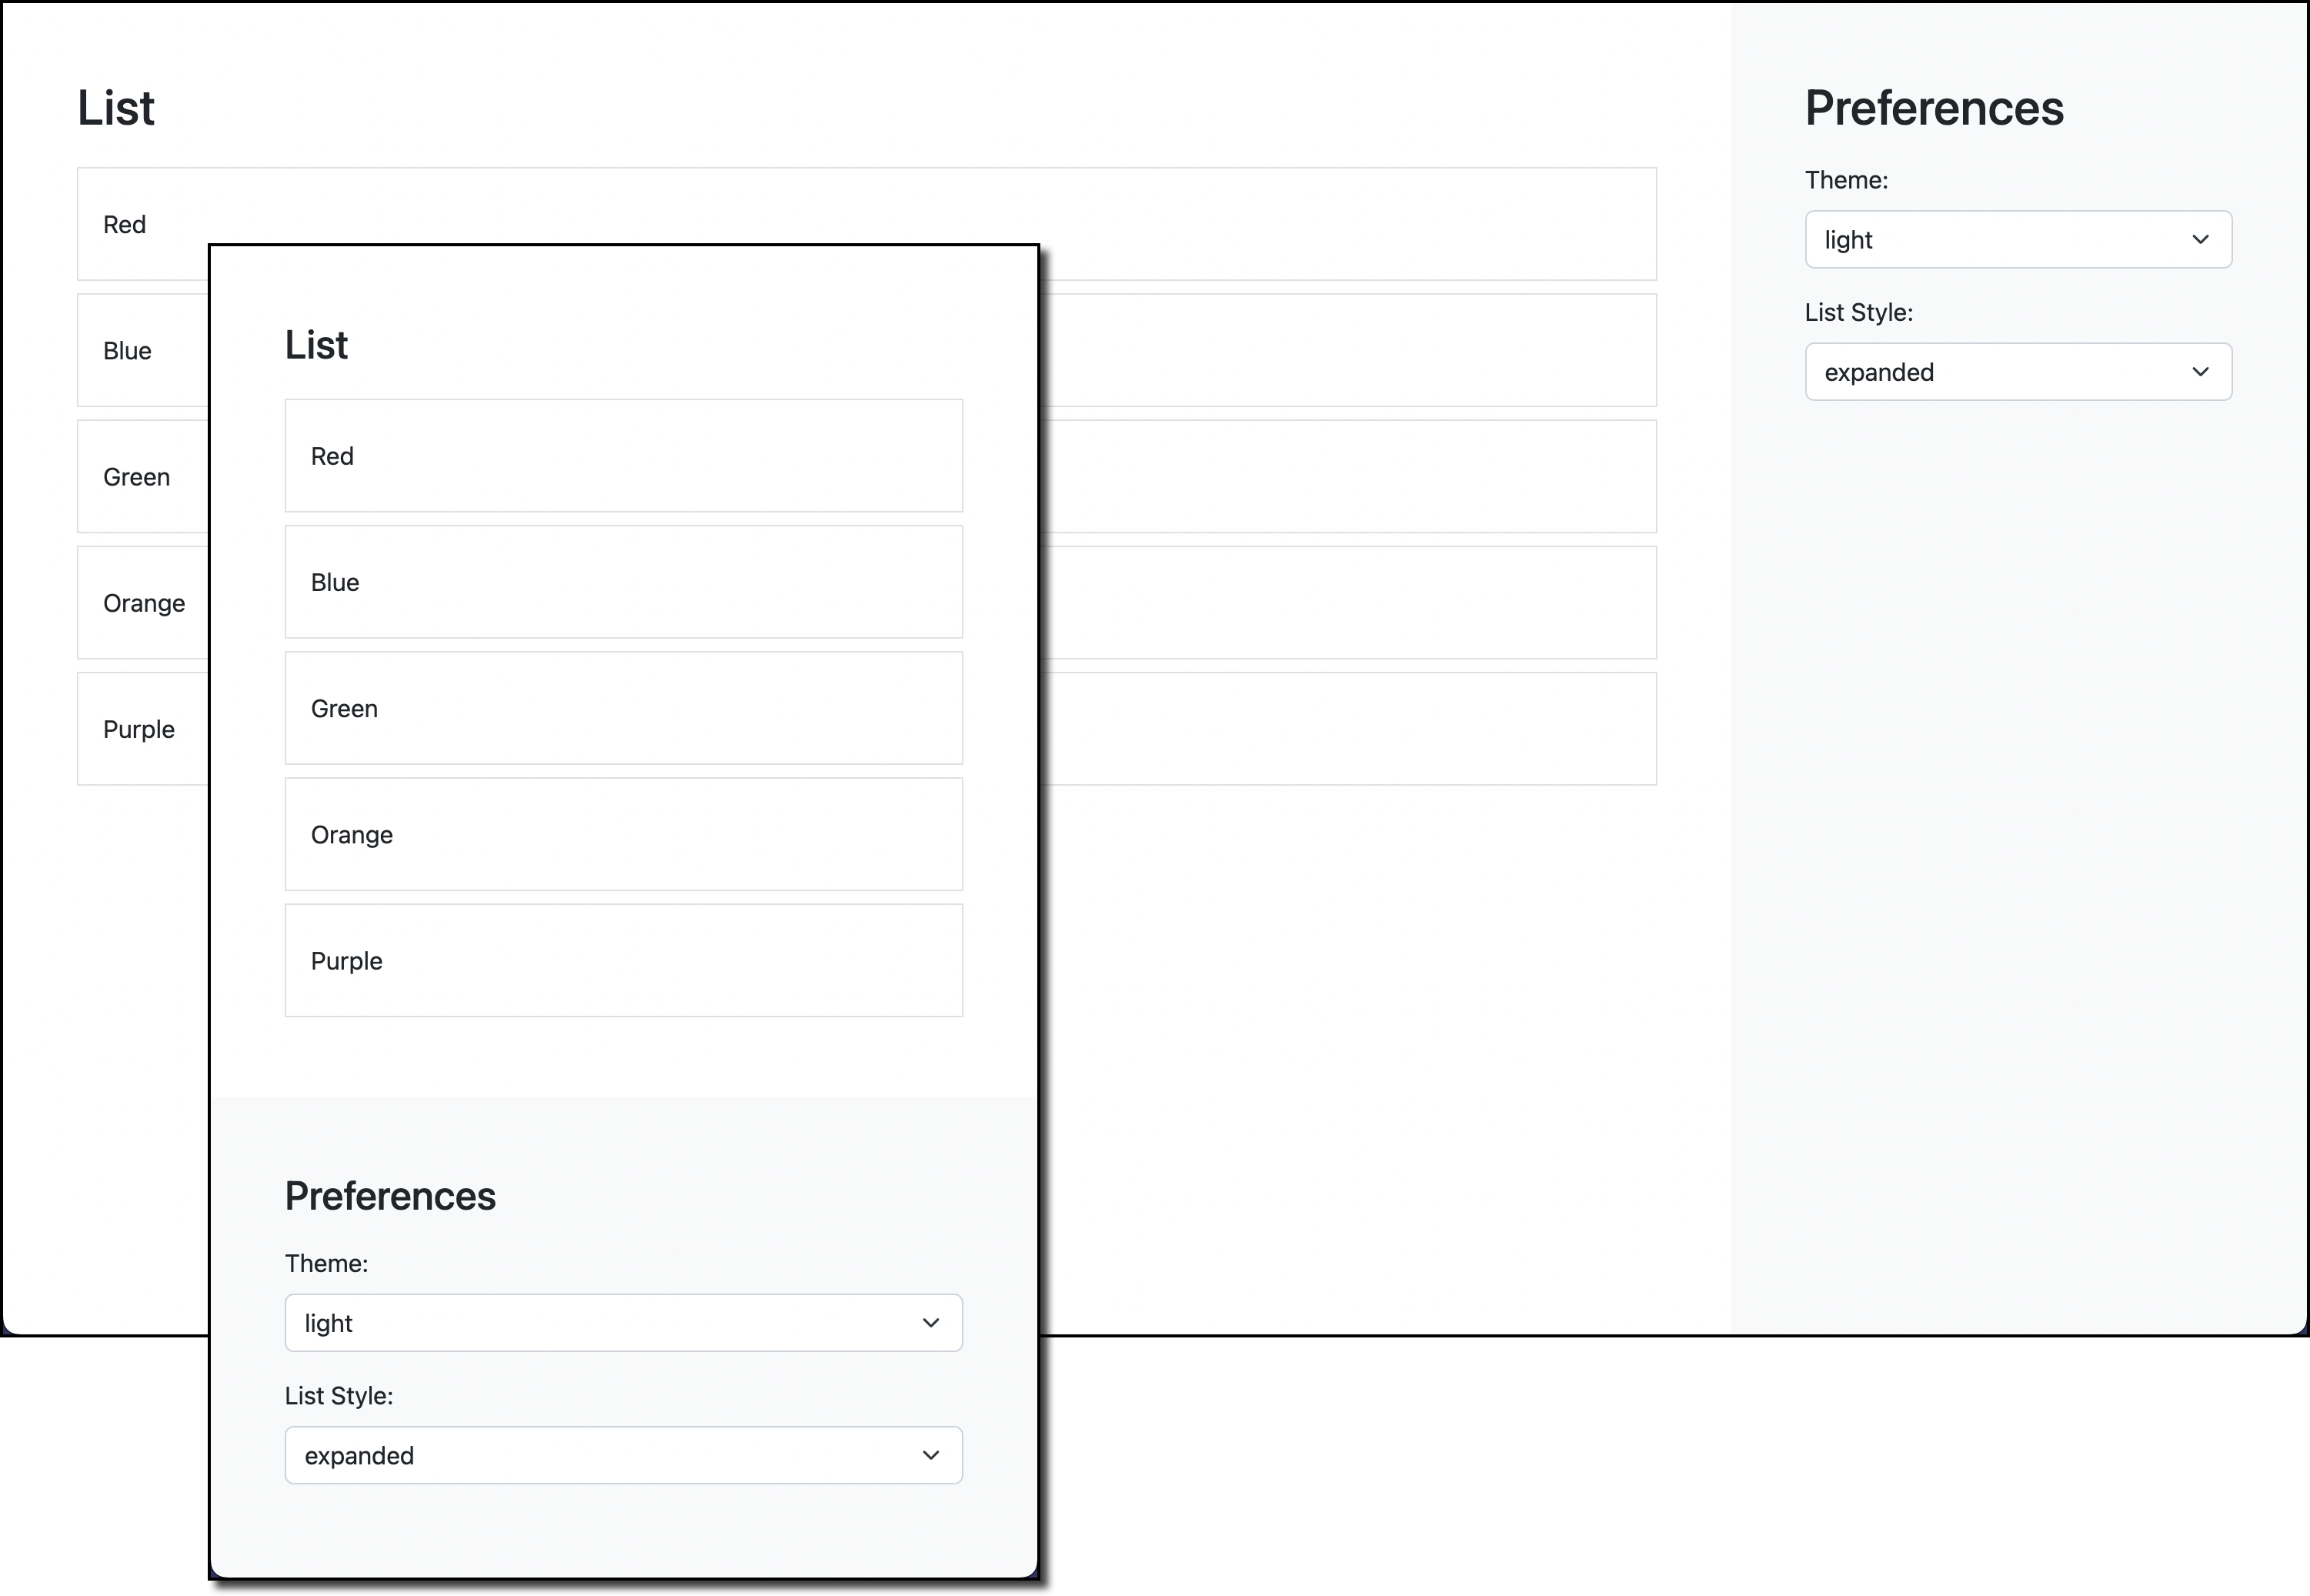 List
Red
Blue
Green
Orange
Purple
Preferences
Theme:
light
List Style:
expanded
List
Red
Blue
Green
Orange
Purple
Preferences
Theme:
light
List Style:
expanded